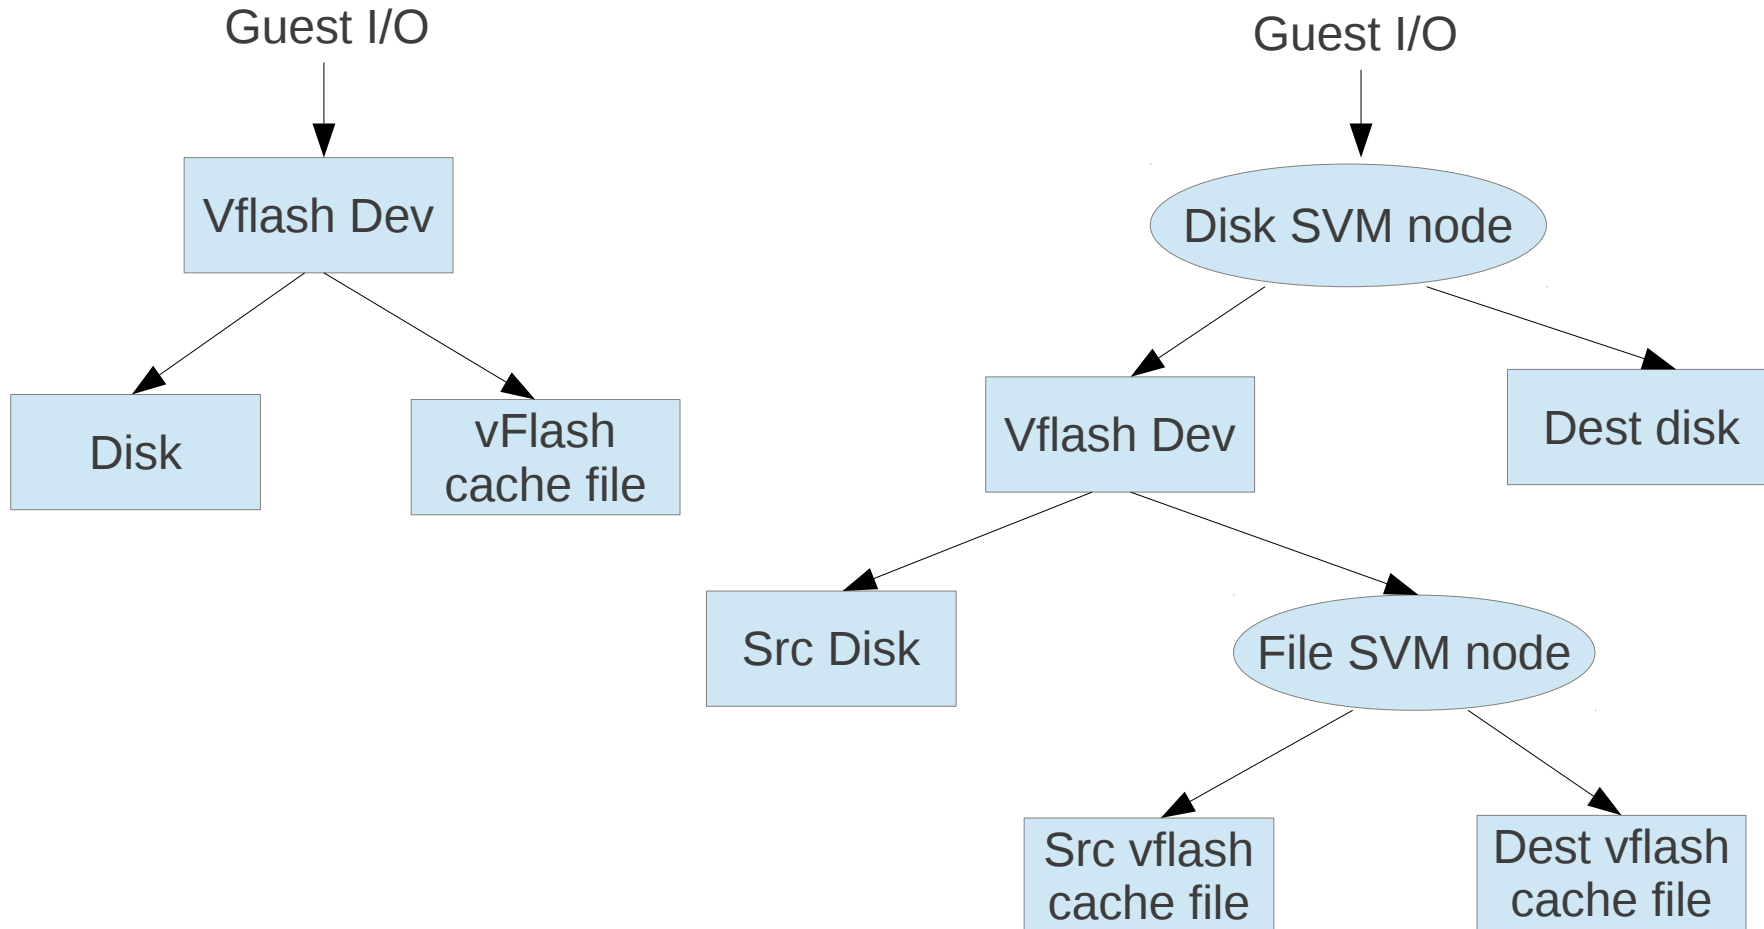 Guest I/O
Vflash Dev
Disk
vFlash
cache file
Guest I/O
Disk SVM node
Vflash Dev
Dest disk
Src Disk
File SVM node
Src vflash
cache file
Dest vflash
cache file